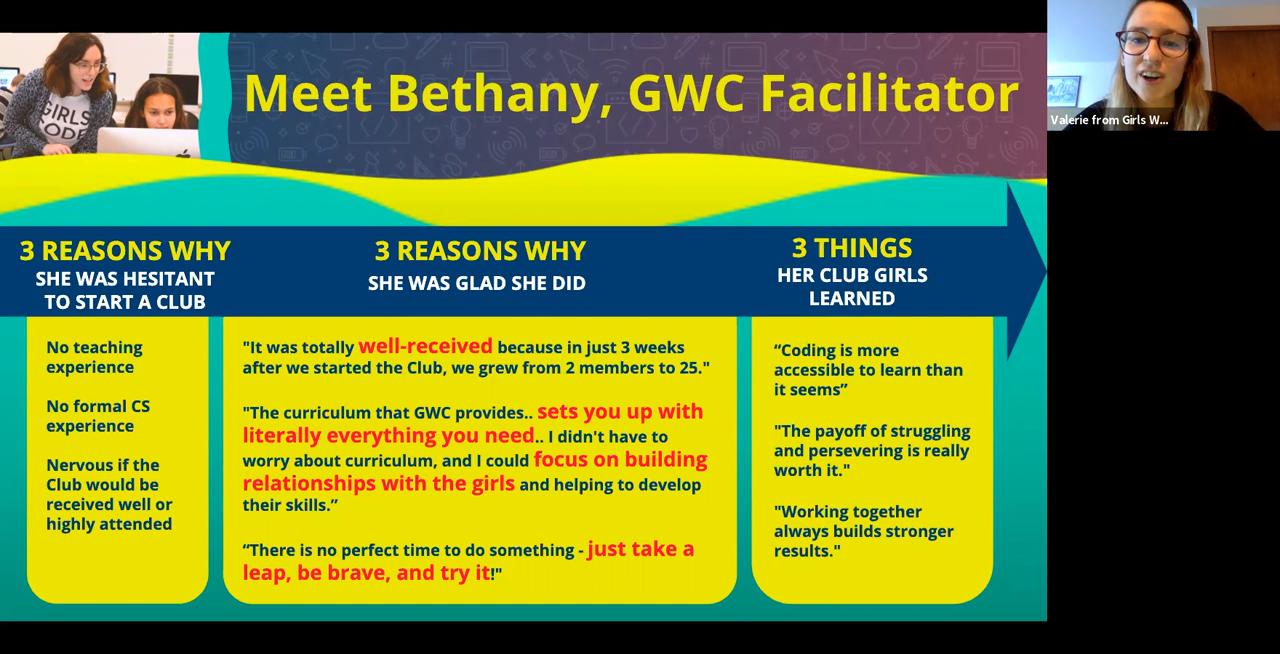 Meet Bethany, GWC Facilitator
GIRLS
CODE
Valerie from Girls W...
3 REASONS WHY
SHE WAS HESITANT
TO START A CLUB
3 REASONS WHY
SHE WAS GLAD SHE DID
3 THINGS
HER CLUB GIRLS
LEARNED
No teaching
experience
No formal CS
experience
Nervous if the
Club would be
received well or
highly attended
"It was totally well-received because in just 3 weeks
after we started the Club, we grew from 2 members to 25."
"The curriculum that GWC provides.. sets you up with
literally everything you need.. I didn't have to
worry about curriculum, and I could focus on building
relationships with the girls and helping to develop
their skills.”
“There is no perfect time to do something - just take a
leap, be brave, and try it!"
“Coding is more
accessible to learn than
it seems”
"The payoff of struggling
and persevering is really
worth it."
"Working together
always builds stronger
results."